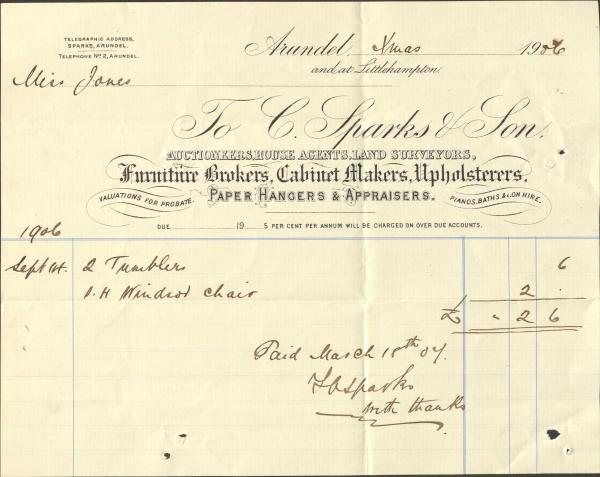 TELEGRAPHIC ADDRESS,
SPARKS, ARUNDEL.
TELEPHONE Nº 2, ARUNDEL.
Arundel, Xmas 1906
and at Littlehampton.
Miss Jones
To C. Sparks & Son.
AUCTIONEERS, HOUSE AGENTS, LAND SURVEYORS,
Furniture Brokers, Cabinet Makers, Upholsterers,
VALUATIONS FOR PROBATE. PAPER HANGERS & APPRAISERS. PIANOS, BATHS, &c. ON HIRE.
1906
DUE 19 5 PER CENT PER ANNUM WILL BE CHARGED ON OVER DUE ACCOUNTS.
Sept 2 Tumblers 6
Windsor Chair 2 .
£ " 2 6
Paid March 18th 07.
Sparks
with thanks